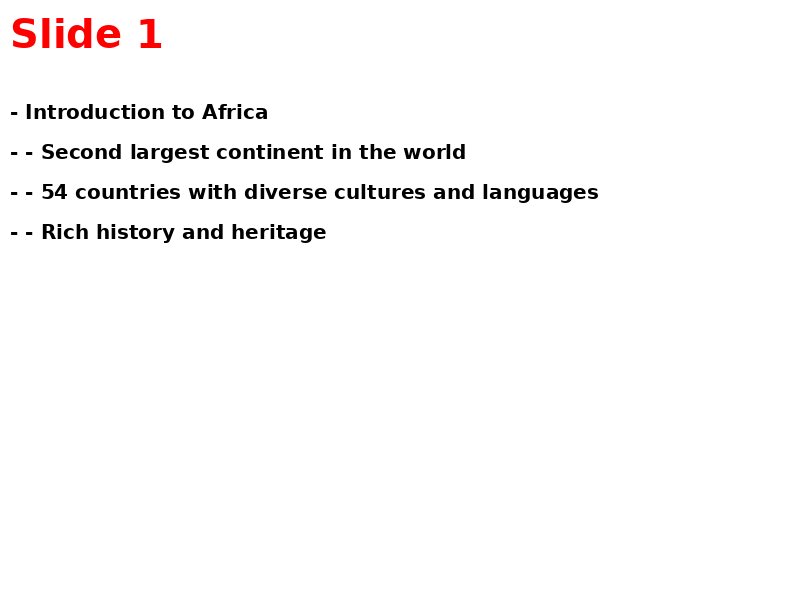 Slide 1
- Introduction to Africa
- - Second largest continent in the world
- - 54 countries with diverse cultures and languages
- - Rich history and heritage